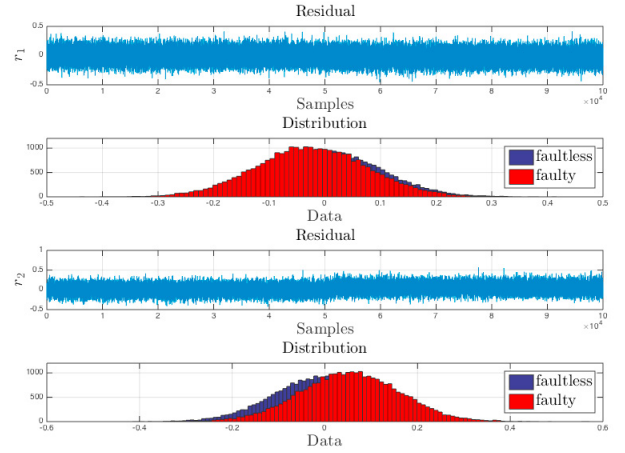 Residual
r1
0.5
0
-0.5
0 1 2 3 4 5 6 7 8 9 10
×10⁴
Samples
Distribution
1000
500
0
-0.5 -0.4 -0.3 -0.2 -0.1 0 0.1 0.2 0.3 0.4 0.5
faultless
faulty
Data
Residual
r2
1
0.5
0
-0.5
0 1 2 3 4 5 6 7 8 9 10
×10⁴
Samples
Distribution
1000
500
0
-0.6 -0.4 -0.2 0 0.2 0.4 0.6
faultless
faulty
Data